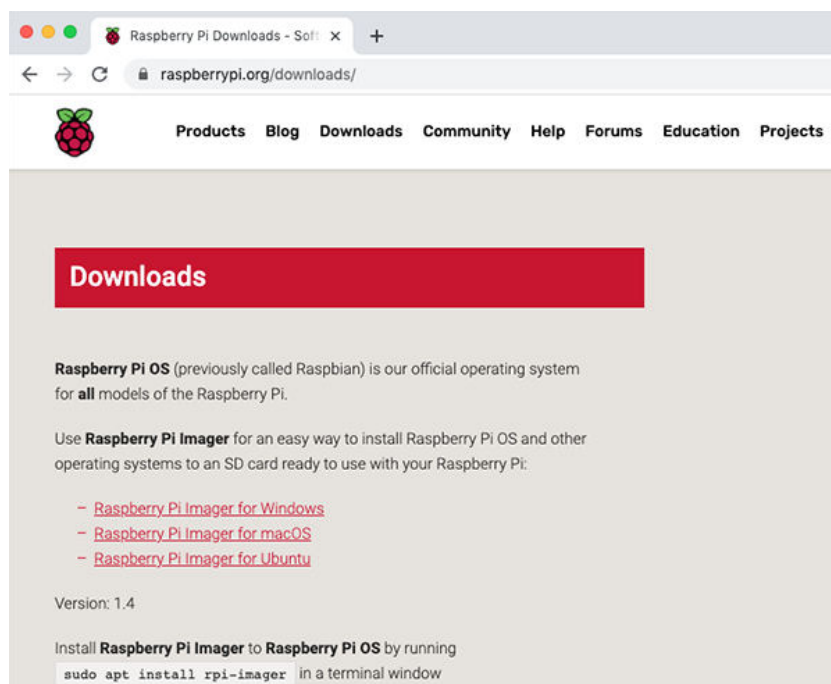 Raspberry Pi Downloads - Sof
raspberrypi.org/downloads/
Products Blog Downloads Community Help Forums Education Projects
Downloads
Raspberry Pi OS (previously called Raspbian) is our official operating system
for all models of the Raspberry Pi.
Use Raspberry Pi Imager for an easy way to install Raspberry Pi OS and other
operating systems to an SD card ready to use with your Raspberry Pi:
– Raspberry Pi Imager for Windows
– Raspberry Pi Imager for macOS
– Raspberry Pi Imager for Ubuntu
Version: 1.4
Install Raspberry Pi Imager to Raspberry Pi OS by running
sudo apt install rpi-imager in a terminal window